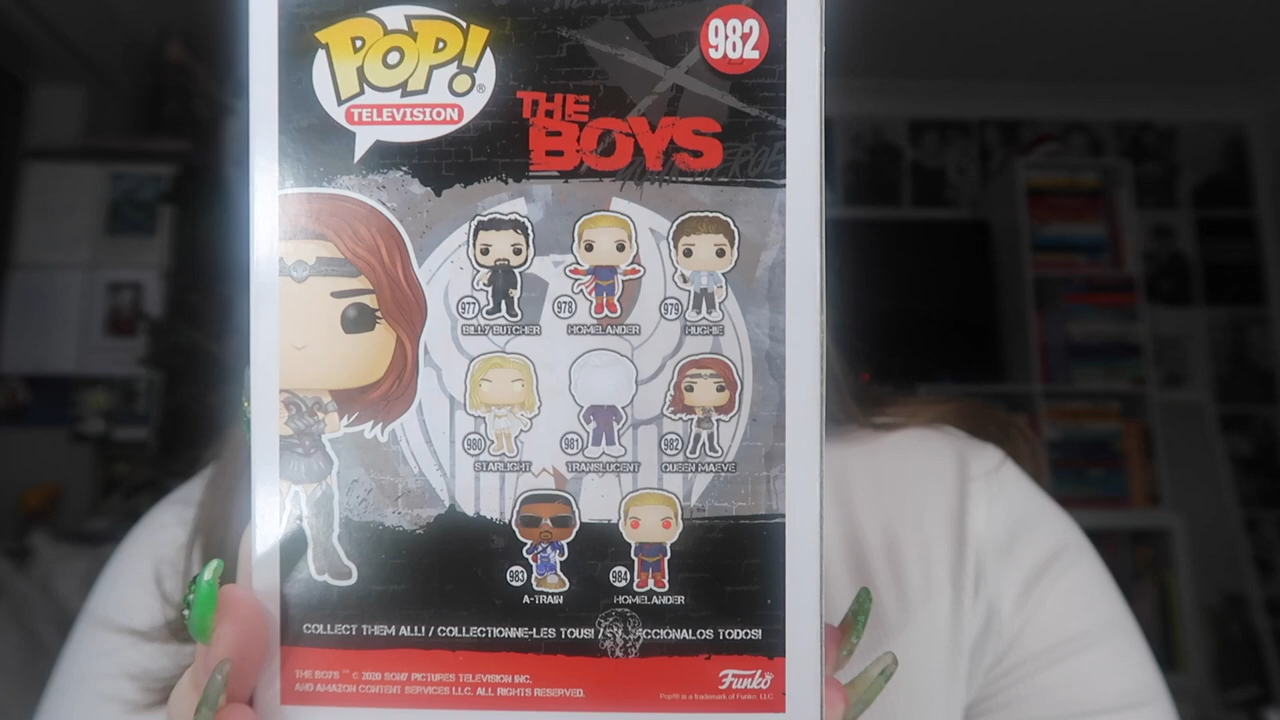 POP!®
TELEVISION
982
THE
BOYS
977
BILLY BUTCHER
978
HOMELANDER
979
HUGHIE
980
STARLIGHT
981
TRANSLUCENT
982
QUEEN MAEVE
983
A-TRAIN
984
HOMELANDER
COLLECT THEM ALL! / COLLECTIONNE-LES TOUS! / TODOS!
THE BOYS ™ © 2020 SONY PICTURES TELEVISION INC.
AND AMAZON CONTENT SERVICES LLC. ALL RIGHTS RESERVED.
Funko
Pop!® is a trademark of Funko, LLC